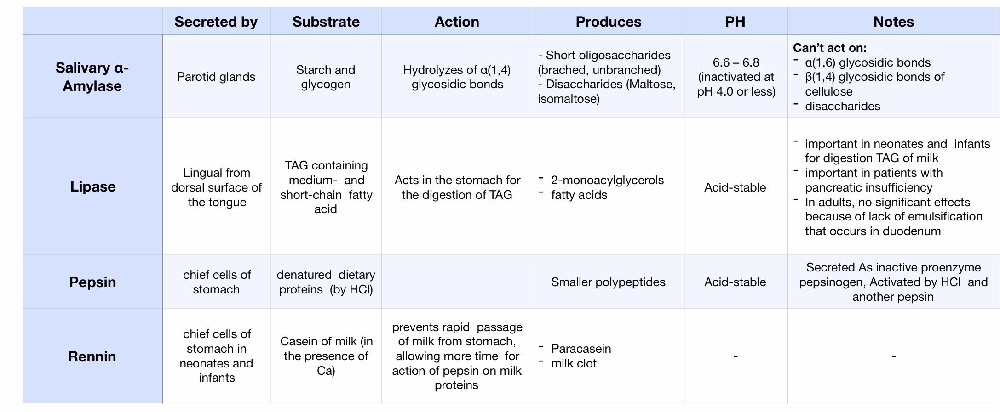 Secreted by
Substrate
Action
Produces
PH
Notes
Salivary α-
Amylase
Parotid glands
Starch and
glycogen
Hydrolyzes of α(1,4)
glycosidic bonds
- Short oligosaccharides
(brached, unbranched)
- Disaccharides (Maltose,
isomaltose)
6.6 – 6.8
(inactivated at
pH 4.0 or less)
Can’t act on:
- α(1,6) glycosidic bonds
- β(1,4) glycosidic bonds of
cellulose
- disaccharides
Lipase
Lingual from
dorsal surface of
the tongue
TAG containing
medium- and
short-chain fatty
acid
Acts in the stomach for
the digestion of TAG
- 2-monoacylglycerols
- fatty acids
Acid-stable
- important in neonates and infants
for digestion TAG of milk
- important in patients with
pancreatic insufficiency
- In adults, no significant effects
because of lack of emulsification
that occurs in duodenum
Pepsin
chief cells of
stomach
denatured dietary
proteins (by HCl)
Smaller polypeptides
Acid-stable
Secreted As inactive proenzyme
pepsinogen, Activated by HCl and
another pepsin
Rennin
chief cells of
stomach in
neonates and
infants
Casein of milk (in
the presence of
Ca)
prevents rapid passage
of milk from stomach,
allowing more time for
action of pepsin on milk
proteins
- Paracasein
- milk clot
-
-